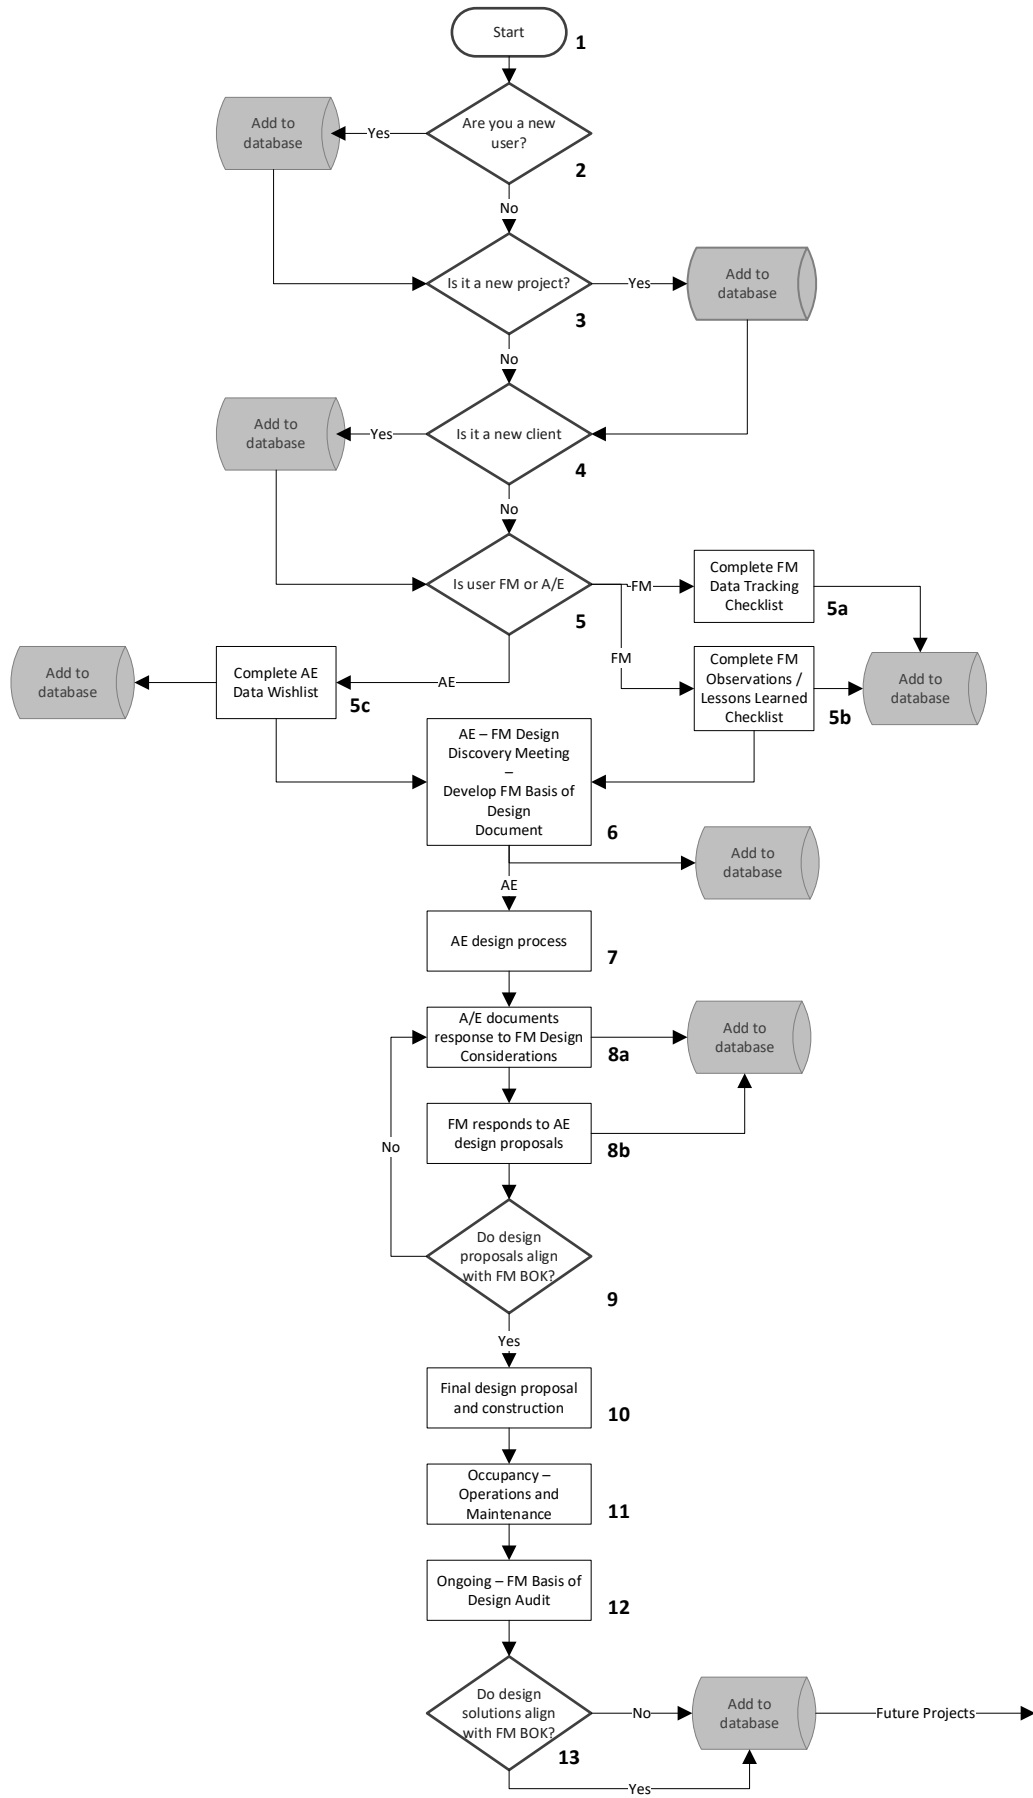 Start
1
Are you a new
user?
2
Yes
Add to
database
No
Is it a new project?
3
Yes
Add to
database
No
Is it a new client
4
Yes
Add to
database
No
Is user FM or A/E
5
FM
Complete FM
Data Tracking
Checklist
5a
FM
Complete FM
Observations /
Lessons Learned
Checklist
5b
Add to
database
AE
Complete AE
Data Wishlist
5c
Add to
database
AE – FM Design
Discovery Meeting
–
Develop FM Basis of
Design
Document
6
Add to
database
AE
AE design process
7
A/E documents
response to FM Design
Considerations
8a
Add to
database
FM responds to AE
design proposals
8b
No
Do design
proposals align
with FM BOK?
9
Yes
Final design proposal
and construction
10
Occupancy –
Operations and
Maintenance
11
Ongoing – FM Basis of
Design Audit
12
Do design
solutions align
with FM BOK?
13
No
Add to
database
Future Projects
Yes